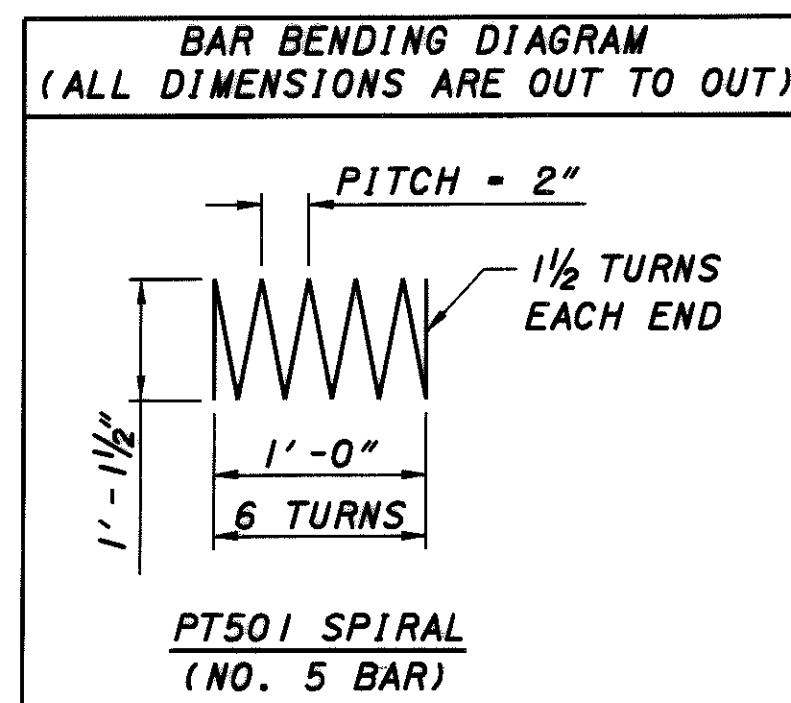 BAR BENDING DIAGRAM
(ALL DIMENSIONS ARE OUT TO OUT)
PITCH = 2"
1½ TURNS
EACH END
1'-1½"
1'-0"
6 TURNS
PT501 SPIRAL
(NO. 5 BAR)